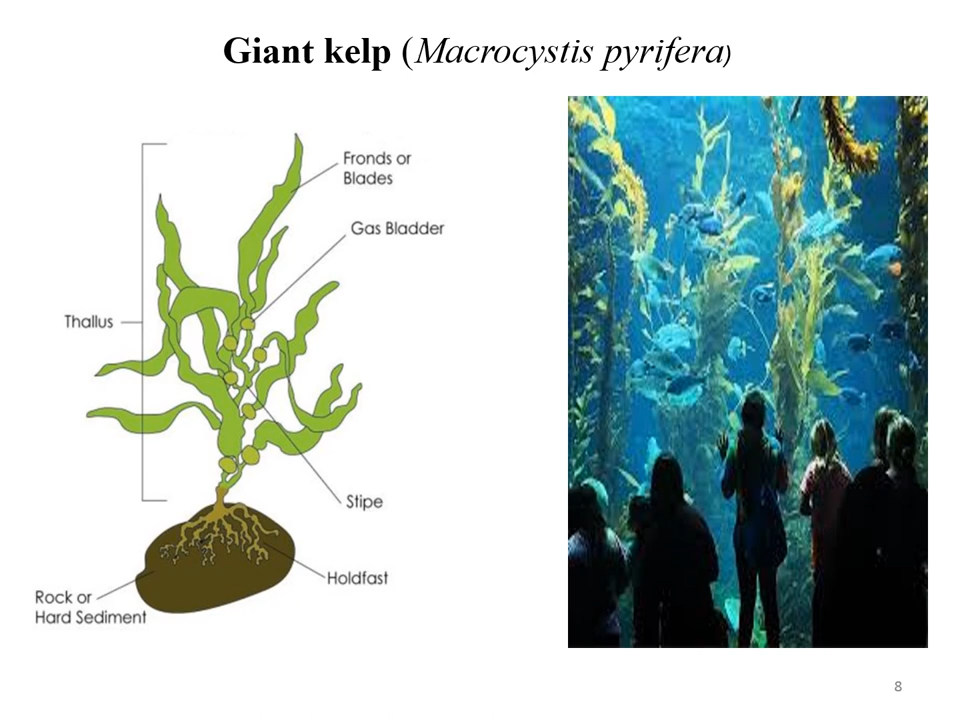 Giant kelp (Macrocystis pyrifera)
Fronds or
Blades
Gas Bladder
Thallus
Stipe
Holdfast
Rock or
Hard Sediment
8